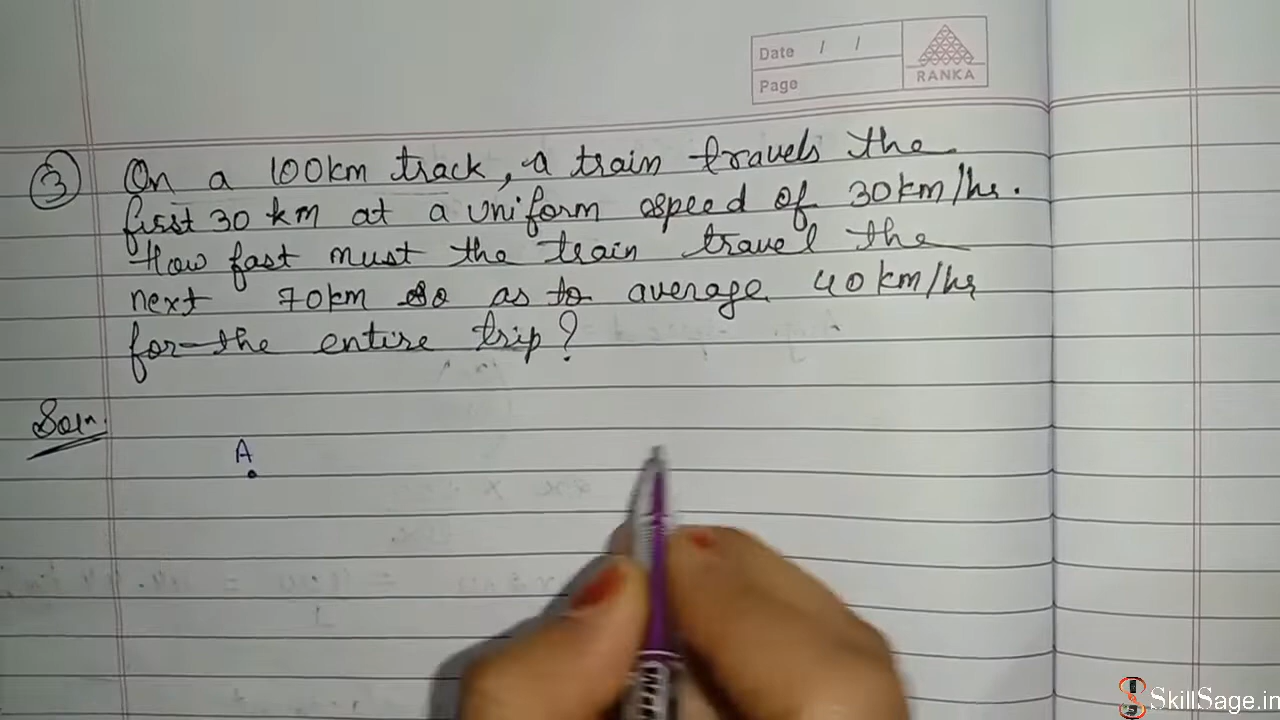 Date / /
Page
RANKA
③ On a 100km track, a train travels the
first 30 km at a uniform speed of 30km/hr.
How fast must the train travel the
next 70km so as to average 40km/hr
for the entire trip?
Soln.
A
SkillSage.in